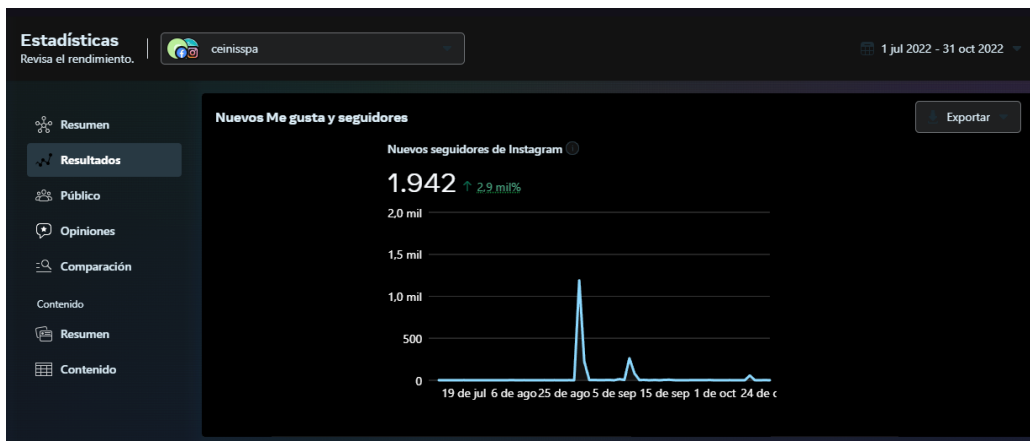 Estadísticas
Revisa el rendimiento.
ceinisspa
1 jul 2022 - 31 oct 2022
Resumen
Resultados
Público
Opiniones
Comparación
Contenido
Resumen
Contenido
Nuevos Me gusta y seguidores
Exportar
Nuevos seguidores de Instagram
1.942 ↑ 2,9 mil%
2,0 mil
1,5 mil
1,0 mil
500
0
19 de jul 6 de ago 25 de ago 5 de sep 15 de sep 1 de oct 24 de